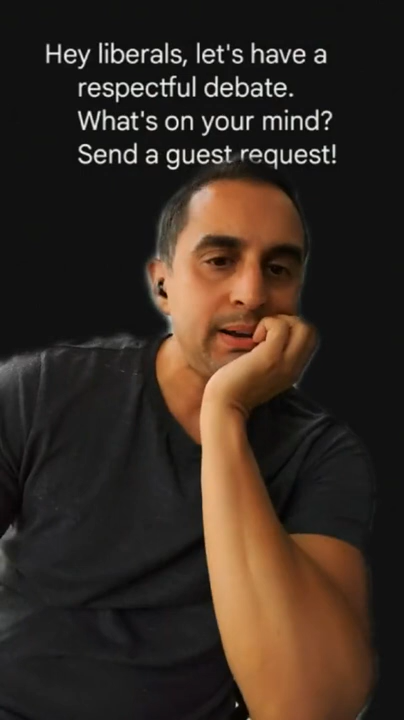 Hey liberals, let's have a
respectful debate.
What's on your mind?
Send a guest request!